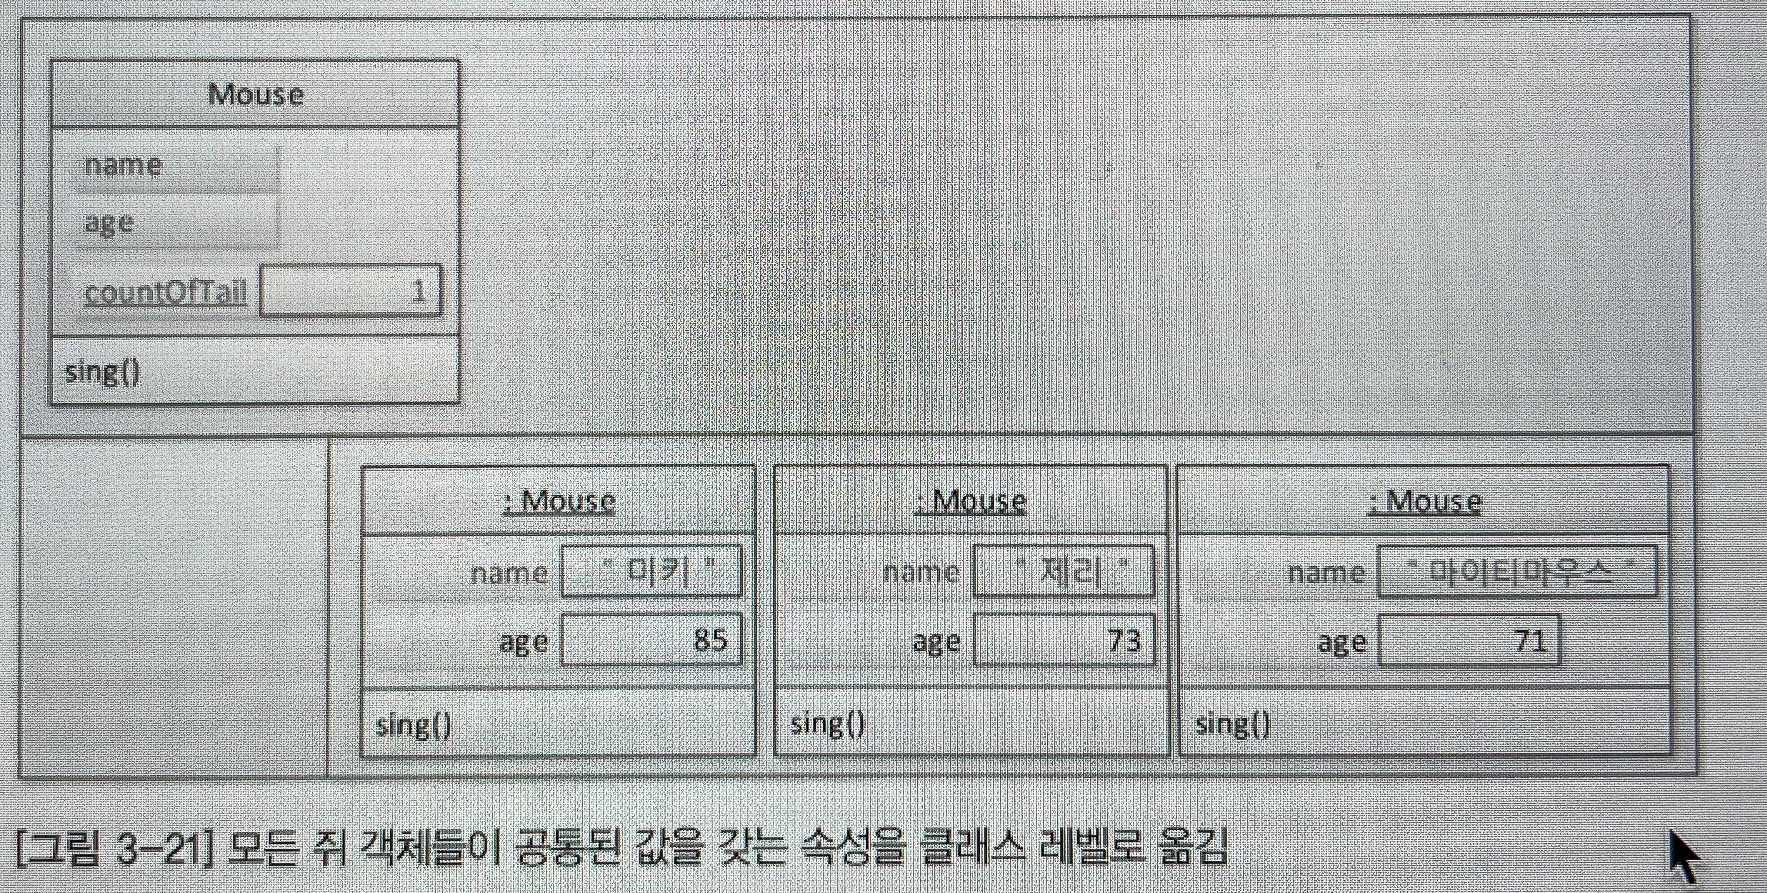 Mouse
name
age
countOfTail 1
sing()
: Mouse
name "미키"
age 85
sing()
: Mouse
name "제리"
age 73
sing()
: Mouse
name "마이티마우스"
age 71
sing()
[그림 3-21] 모든 쥐 객체들이 공통된 값을 갖는 속성을 클래스 레벨로 옮김